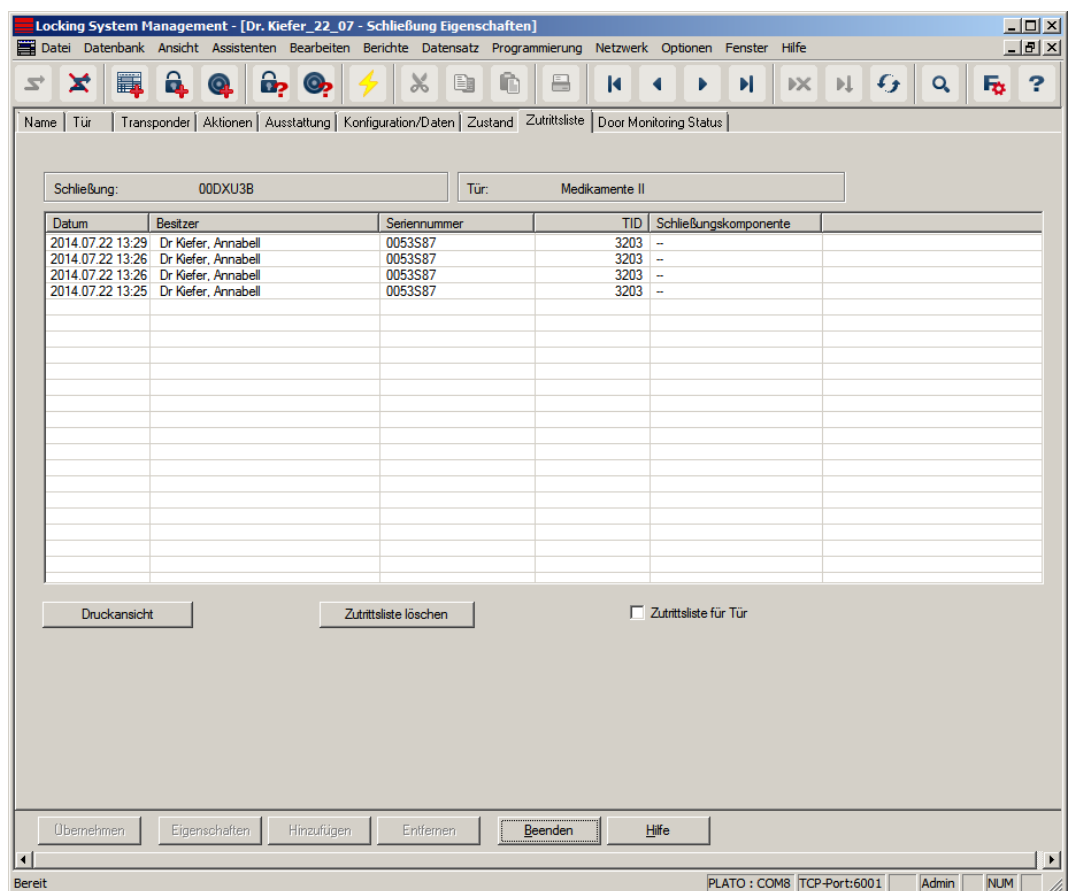 Locking System Management - [Dr. Kiefer_22_07 - Schließung Eigenschaften]
Datei Datenbank Ansicht Assistenten Bearbeiten Berichte Datensatz Programmierung Netzwerk Optionen Fenster Hilfe
Name Tür Transponder Aktionen Ausstattung Konfiguration/Daten Zustand Zutrittsliste Door Monitoring Status
Schließung: 00DXU3B Tür: Medikamente II
Datum Besitzer Seriennummer TID Schließungskomponente
2014.07.22 13:29 Dr Kiefer, Annabell 0053S87 3203 --
2014.07.22 13:26 Dr Kiefer, Annabell 0053S87 3203 --
2014.07.22 13:26 Dr Kiefer, Annabell 0053S87 3203 --
2014.07.22 13:25 Dr Kiefer, Annabell 0053S87 3203 --
Druckansicht Zutrittsliste löschen Zutrittsliste für Tür
Übernehmen Eigenschaften Hinzufügen Entfernen Beenden Hilfe
Bereit PLATO : COM8 TCP-Port:6001 Admin NUM